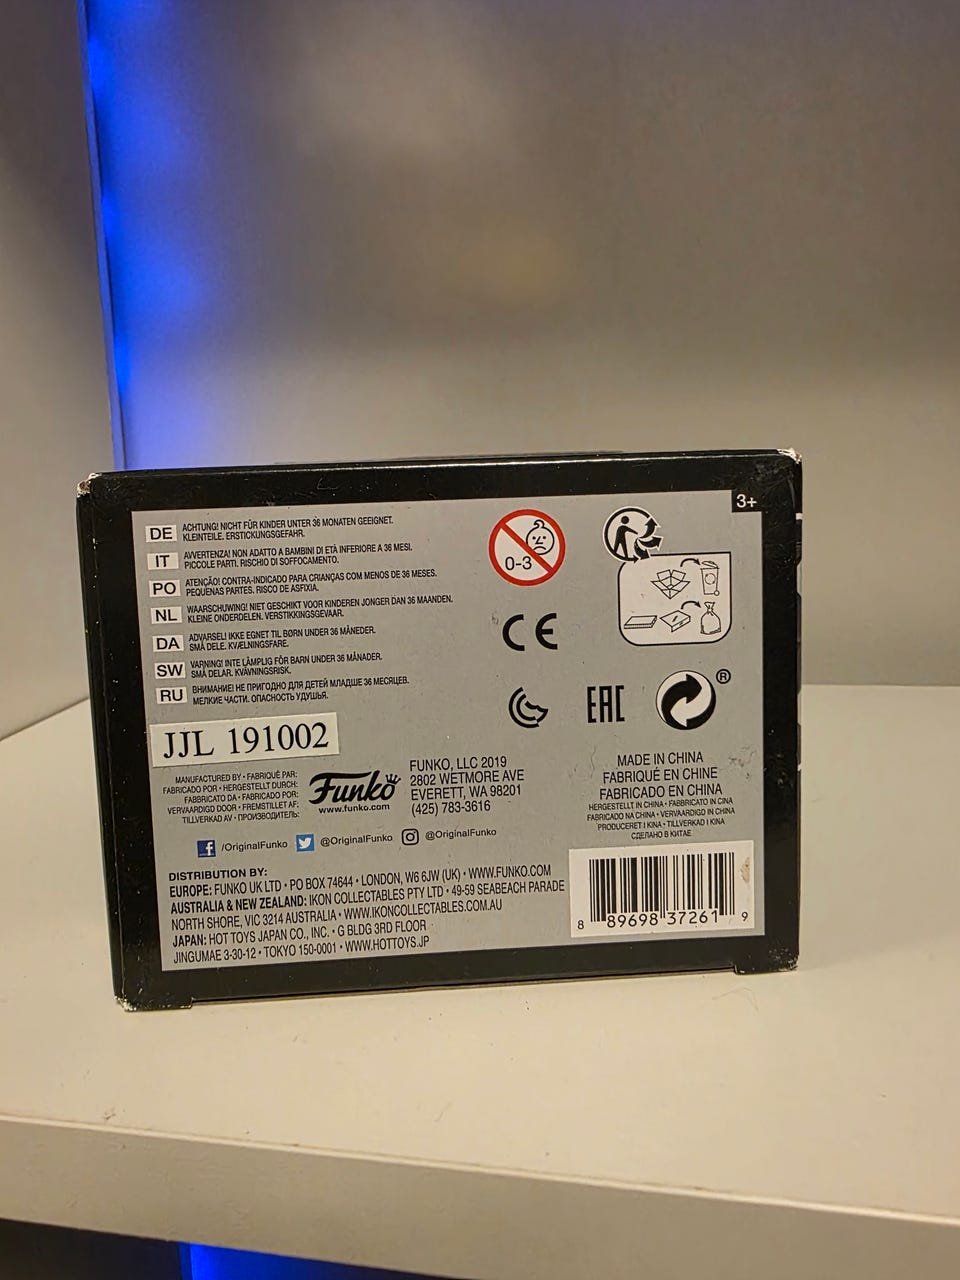 3+
DE ACHTUNG! NICHT FÜR KINDER UNTER 36 MONATEN GEEIGNET.
KLEINTEILE. ERSTICKUNGSGEFAHR.
IT AVVERTENZA! NON ADATTO A BAMBINI DI ETÀ INFERIORE A 36 MESI.
PICCOLE PARTI. RISCHIO DI SOFFOCAMENTO.
PO ATENÇÃO! CONTRA-INDICADO PARA CRIANÇAS COM MENOS DE 36 MESES.
PEQUENAS PARTES. RISCO DE ASFIXIA.
NL WAARSCHUWING! NIET GESCHIKT VOOR KINDEREN JONGER DAN 36 MAANDEN.
KLEINE ONDERDELEN. VERSTIKKINGSGEVAAR.
DA ADVARSEL! IKKE EGNET TIL BØRN UNDER 36 MÅNEDER.
SMÅ DELE. KVÆLNINGSFARE.
SW VARNING! INTE LÄMPLIG FÖR BARN UNDER 36 MÅNADER.
SMÅ DELAR. KVÄVNINGSRISK.
RU ВНИМАНИЕ! НЕ ПРИГОДНО ДЛЯ ДЕТЕЙ МЛАДШЕ 36 МЕСЯЦЕВ.
МЕЛКИЕ ЧАСТИ. ОПАСНОСТЬ УДУШЬЯ.
0-3
CE
EAC
®
JJL 191002
MANUFACTURED BY • FABRIQUÉ PAR:
FABRICADO POR • HERGESTELLT DURCH:
FABBRICATO DA • FABRICADO POR:
VERVAARDIGD DOOR • FREMSTILLET AF:
TILLVERKAD AV • ПРОИЗВОДИТЕЛЬ:
Funko
www.funko.com
FUNKO, LLC 2019
2802 WETMORE AVE
EVERETT, WA 98201
(425) 783-3616
MADE IN CHINA
FABRIQUÉ EN CHINE
FABRICADO EN CHINA
HERGESTELLT IN CHINA • FABBRICATO IN CINA
FABRICADO NA CHINA • VERVAARDIGD IN CHINA
PRODUCERET I KINA • TILLVERKAD I KINA
СДЕЛАНО В КИТАЕ
f /OriginalFunko @OriginalFunko @OriginalFunko
DISTRIBUTION BY:
EUROPE: FUNKO UK LTD • PO BOX 74644 • LONDON, W6 6JW (UK) • WWW.FUNKO.COM
AUSTRALIA & NEW ZEALAND: IKON COLLECTABLES PTY LTD • 49-59 SEABEACH PARADE
NORTH SHORE, VIC 3214 AUSTRALIA • WWW.IKONCOLLECTABLES.COM.AU
JAPAN: HOT TOYS JAPAN CO., INC. • G BLDG 3RD FLOOR
JINGUMAE 3-30-12 • TOKYO 150-0001 • WWW.HOTTOYS.JP
8 89698 37261 9